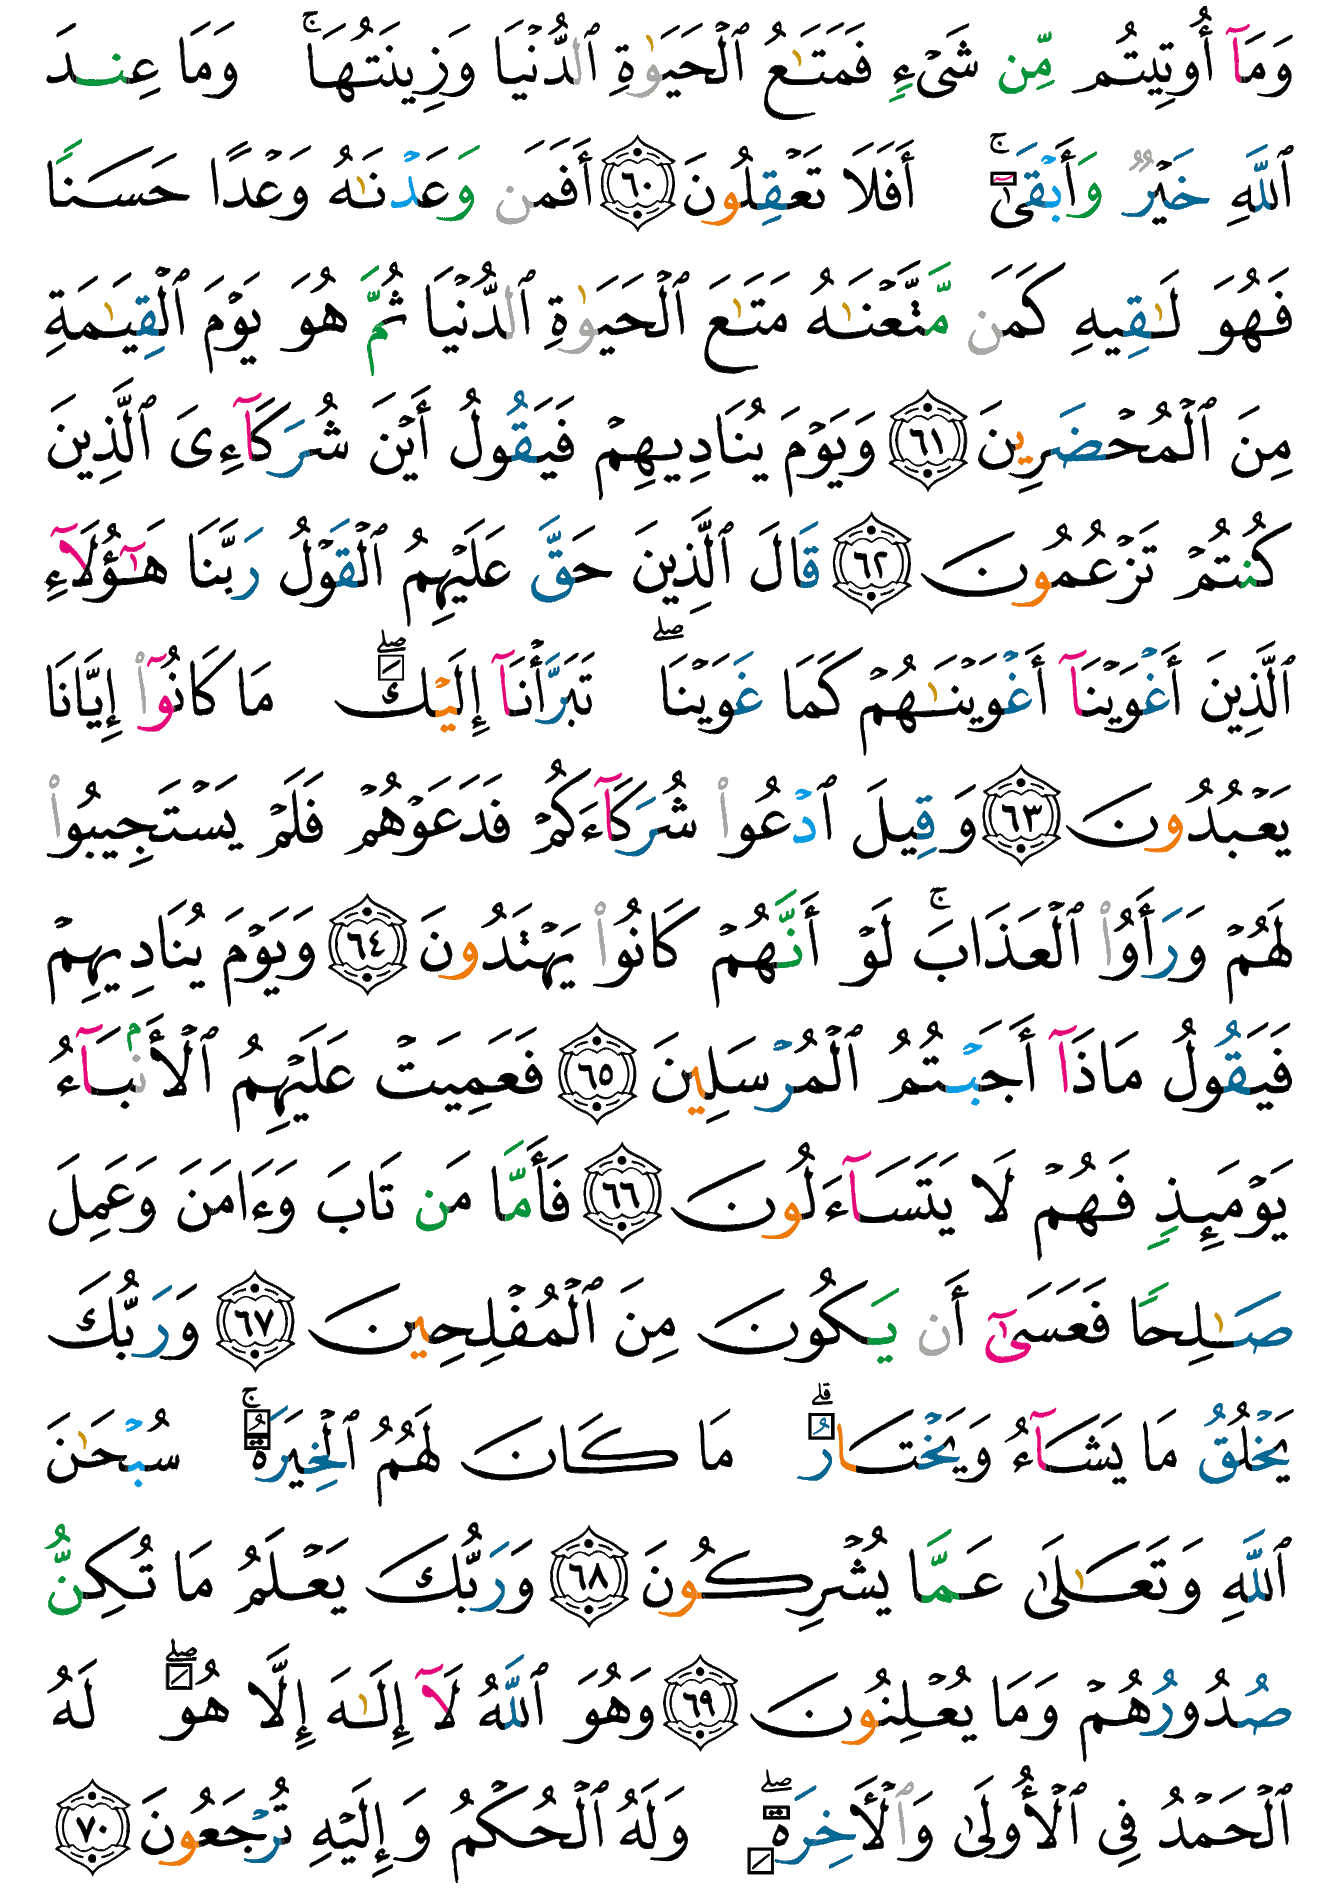 وَمَآ أُوتِيتُم مِّن شَىْءٍ فَمَتَـٰعُ ٱلْحَيَوٰةِ ٱلدُّنْيَا وَزِينَتُهَا ۚ وَمَا عِندَ
ٱللَّهِ خَيْرٌ وَأَبْقَىٰٓ ۚ أَفَلَا تَعْقِلُونَ ٦٠ أَفَمَن وَعَدْنَـٰهُ وَعْدًا حَسَنًا
فَهُوَ لَـٰقِيهِ كَمَن مَّتَّعْنَـٰهُ مَتَـٰعَ ٱلْحَيَوٰةِ ٱلدُّنْيَا ثُمَّ هُوَ يَوْمَ ٱلْقِيَـٰمَةِ
مِنَ ٱلْمُحْضَرِينَ ٦١ وَيَوْمَ يُنَادِيهِمْ فَيَقُولُ أَيْنَ شُرَكَآءِىَ ٱلَّذِينَ
كُنتُمْ تَزْعُمُونَ ٦٢ قَالَ ٱلَّذِينَ حَقَّ عَلَيْهِمُ ٱلْقَوْلُ رَبَّنَا هَـٰٓؤُلَآءِ
ٱلَّذِينَ أَغْوَيْنَآ أَغْوَيْنَـٰهُمْ كَمَا غَوَيْنَا ۖ تَبَرَّأْنَآ إِلَيْكَ ۖ مَا كَانُوٓا۟ إِيَّانَا
يَعْبُدُونَ ٦٣ وَقِيلَ ٱدْعُوا۟ شُرَكَآءَكُمْ فَدَعَوْهُمْ فَلَمْ يَسْتَجِيبُوا۟
لَهُمْ وَرَأَوُا۟ ٱلْعَذَابَ ۚ لَوْ أَنَّهُمْ كَانُوا۟ يَهْتَدُونَ ٦٤ وَيَوْمَ يُنَادِيهِمْ
فَيَقُولُ مَاذَآ أَجَبْتُمُ ٱلْمُرْسَلِينَ ٦٥ فَعَمِيَتْ عَلَيْهِمُ ٱلْأَنۢبَآءُ
يَوْمَئِذٍ فَهُمْ لَا يَتَسَآءَلُونَ ٦٦ فَأَمَّا مَن تَابَ وَءَامَنَ وَعَمِلَ
صَـٰلِحًا فَعَسَىٰٓ أَن يَكُونَ مِنَ ٱلْمُفْلِحِينَ ٦٧ وَرَبُّكَ
يَخْلُقُ مَا يَشَآءُ وَيَخْتَارُ ۗ مَا كَانَ لَهُمُ ٱلْخِيَرَةُ ۚ سُبْحَـٰنَ
ٱللَّهِ وَتَعَـٰلَىٰ عَمَّا يُشْرِكُونَ ٦٨ وَرَبُّكَ يَعْلَمُ مَا تُكِنُّ
صُدُورُهُمْ وَمَا يُعْلِنُونَ ٦٩ وَهُوَ ٱللَّهُ لَآ إِلَـٰهَ إِلَّا هُوَ ۖ لَهُ
ٱلْحَمْدُ فِى ٱلْأُولَىٰ وَٱلْـَٔاخِرَةِ ۖ وَلَهُ ٱلْحُكْمُ وَإِلَيْهِ تُرْجَعُونَ ٧٠